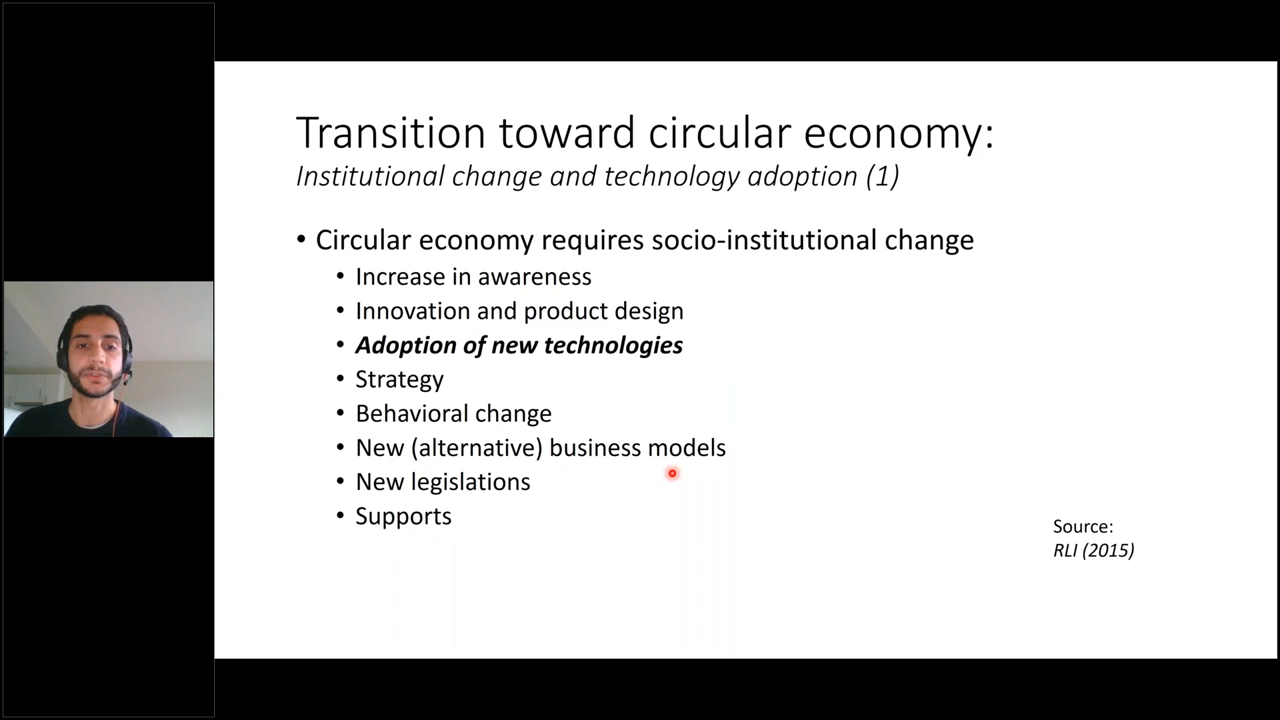 Transition toward circular economy:
Institutional change and technology adoption (1)
• Circular economy requires socio-institutional change
• Increase in awareness
• Innovation and product design
• Adoption of new technologies
• Strategy
• Behavioral change
• New (alternative) business models
• New legislations
• Supports
Source:
RLI (2015)